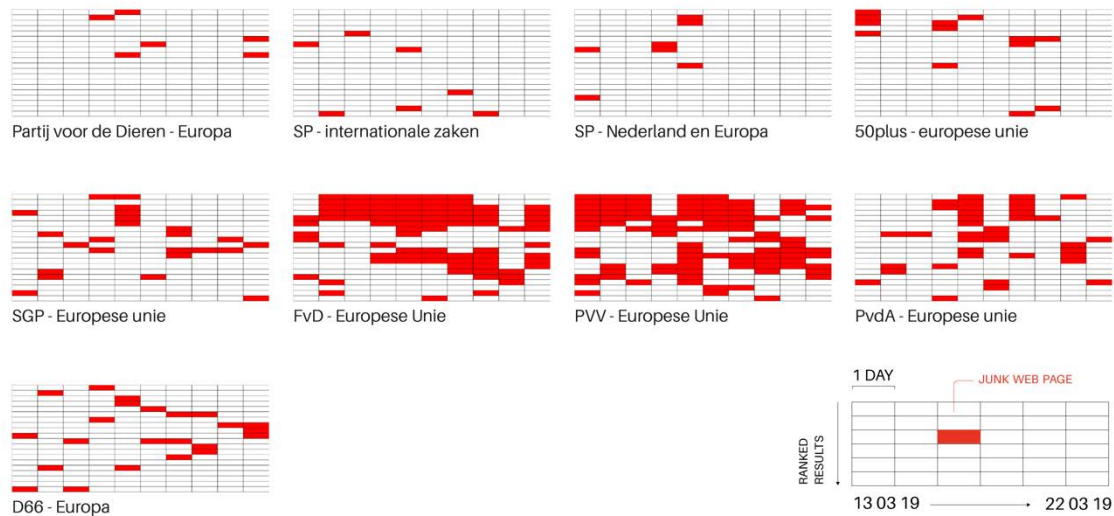 Partij voor de Dieren - Europa
SP - internationale zaken
SP - Nederland en Europa
50plus - europese unie
SGP - Europese unie
FvD - Europese Unie
PVV - Europese Unie
PvdA - Europese unie
D66 - Europa
1 DAY
JUNK WEB PAGE
RANKED
RESULTS
13 03 19
22 03 19